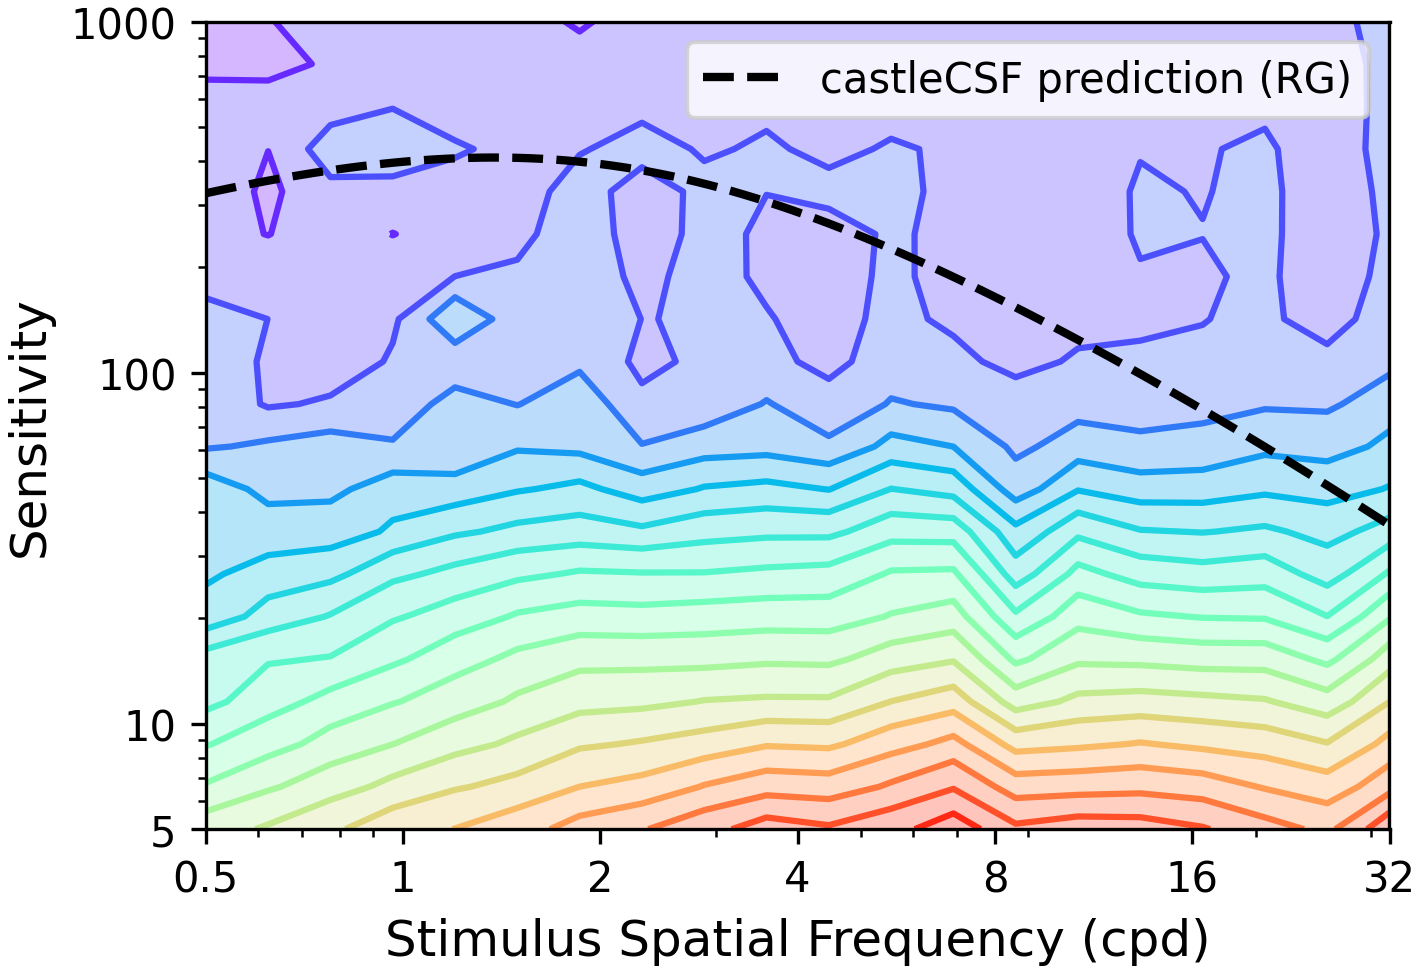 1000
castleCSF prediction (RG)
Sensitivity
100
10
5
0.5 1 2 4 8 16 32
Stimulus Spatial Frequency (cpd)